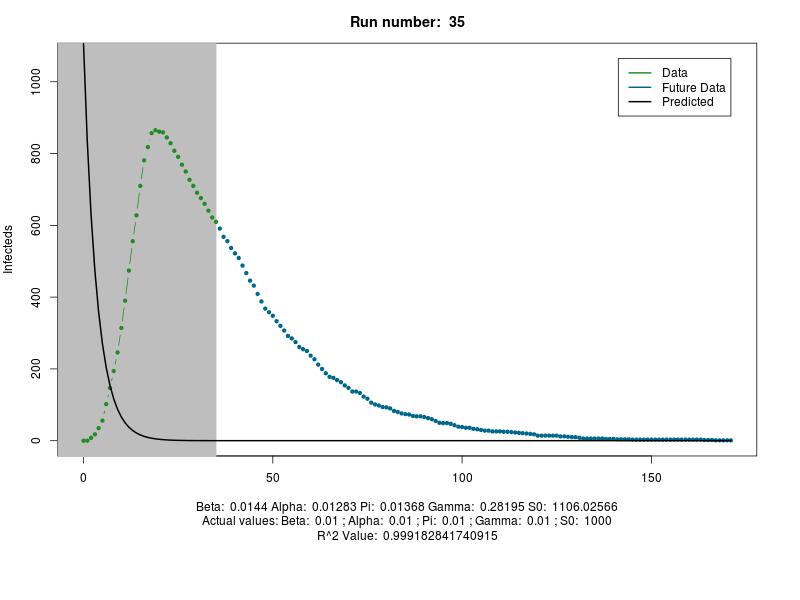 Run number: 35
Data
Future Data
Predicted
Infecteds
1000
800
600
400
200
0
0 50 100 150
Beta: 0.0144 Alpha: 0.01283 Pi: 0.01368 Gamma: 0.28195 S0: 1106.02566
Actual values: Beta: 0.01 ; Alpha: 0.01 ; Pi: 0.01 ; Gamma: 0.01 ; S0: 1000
R^2 Value: 0.999182841740915